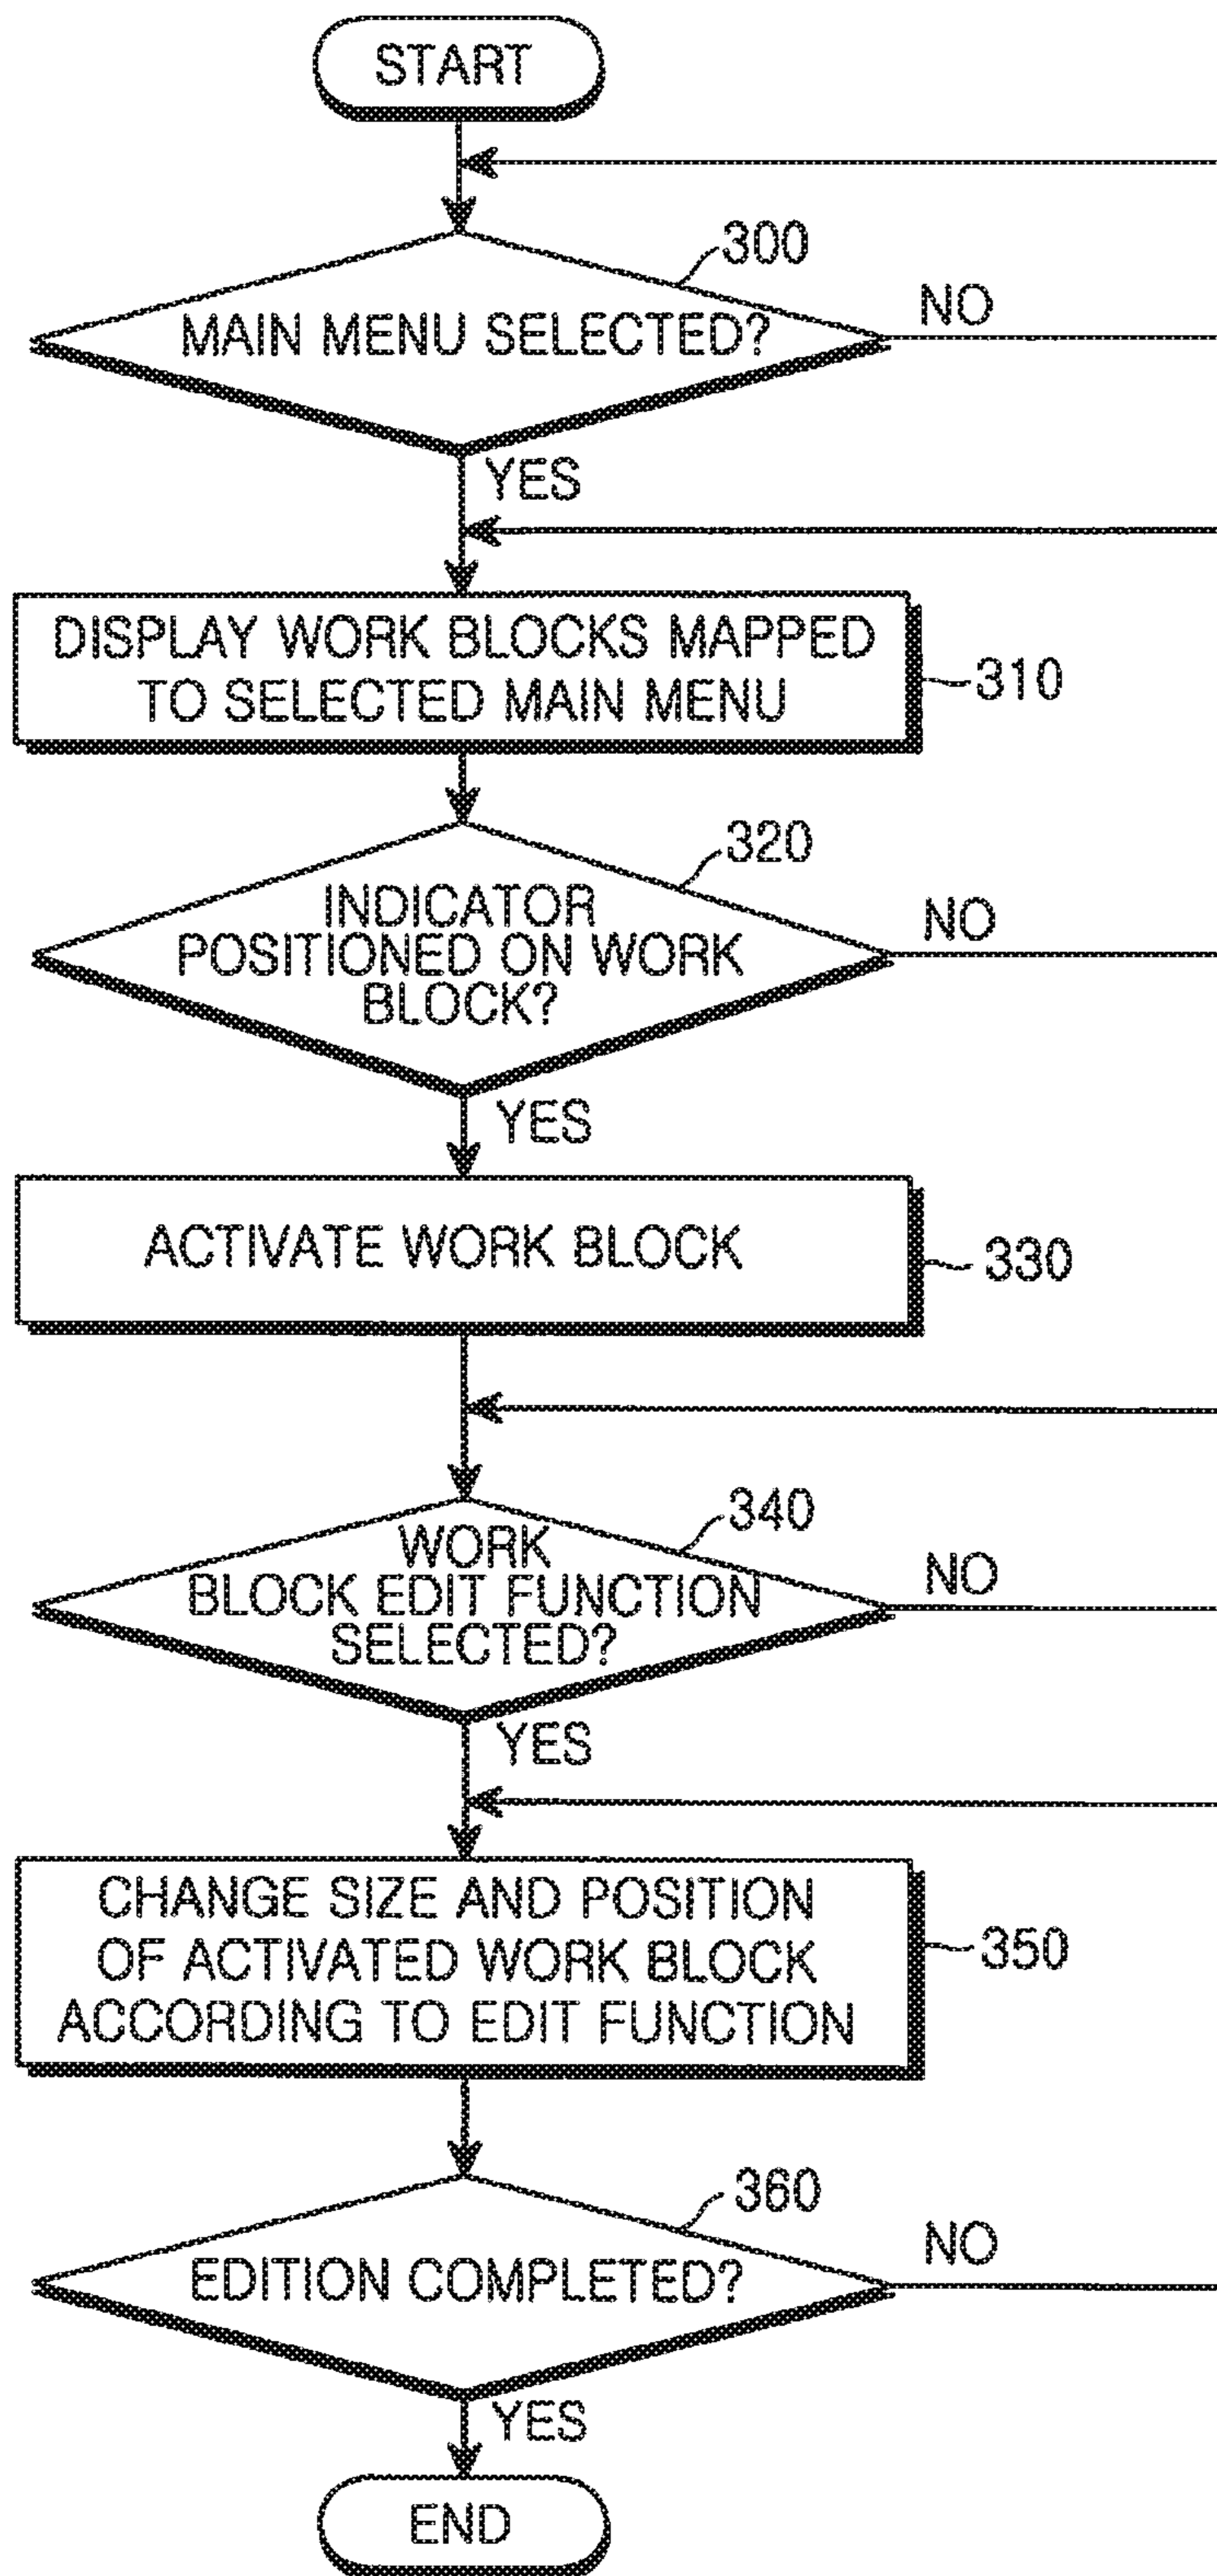 START
300
MAIN MENU SELECTED?
NO
YES
DISPLAY WORK BLOCKS MAPPED
TO SELECTED MAIN MENU
310
320
INDICATOR
POSITIONED ON WORK
BLOCK?
NO
YES
ACTIVATE WORK BLOCK
330
340
WORK
BLOCK EDIT FUNCTION
SELECTED?
NO
YES
CHANGE SIZE AND POSITION
OF ACTIVATED WORK BLOCK
ACCORDING TO EDIT FUNCTION
350
360
EDITION COMPLETED?
NO
YES
END